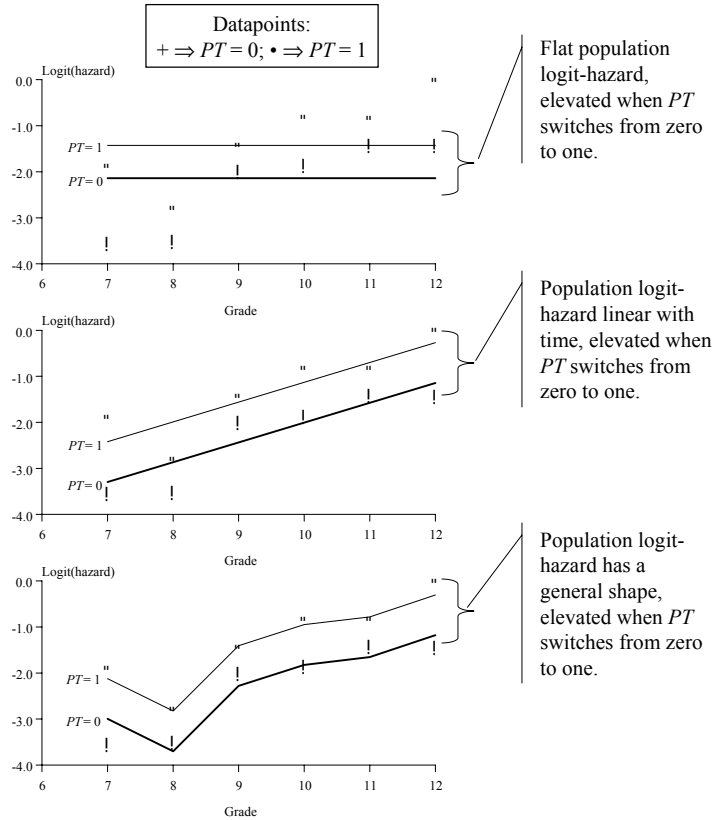 Datapoints:
+ ⇒ PT = 0; • ⇒ PT = 1
Logit(hazard)
0.0
-1.0
-2.0
-3.0
-4.0
PT = 1
PT = 0
6 7 8 9 10 11 12
Grade
Flat population
logit-hazard,
elevated when PT
switches from zero
to one.
Logit(hazard)
0.0
-1.0
-2.0
-3.0
-4.0
PT = 1
PT = 0
6 7 8 9 10 11 12
Grade
Population logit-
hazard linear with
time, elevated when
PT switches from
zero to one.
Logit(hazard)
0.0
-1.0
-2.0
-3.0
-4.0
PT = 1
PT = 0
6 7 8 9 10 11 12
Grade
Population logit-
hazard has a
general shape,
elevated when PT
switches from zero
to one.